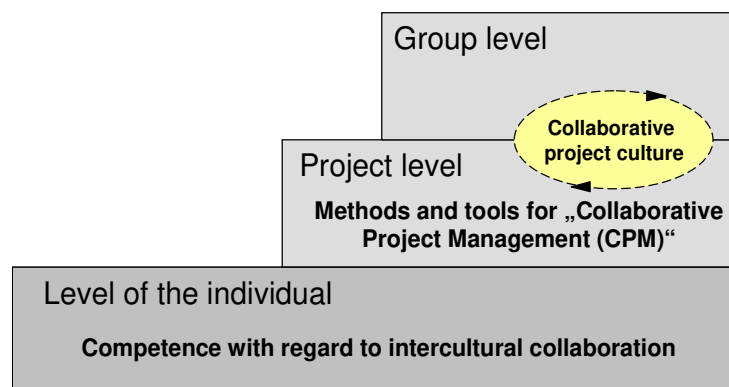 Group level
Collaborative
project culture
Project level
Methods and tools for „Collaborative
Project Management (CPM)“
Level of the individual
Competence with regard to intercultural collaboration